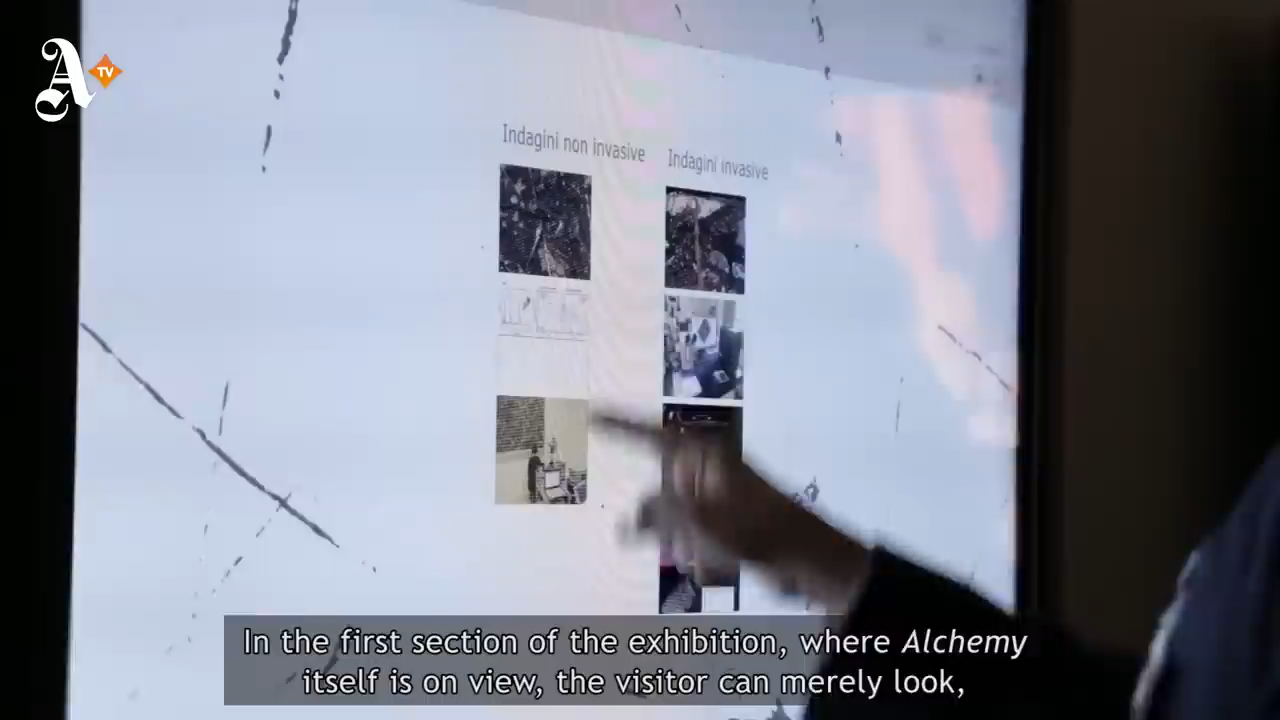 A TV
Indagini non invasive
Indagini invasive
In the first section of the exhibition, where Alchemy
itself is on view, the visitor can merely look,